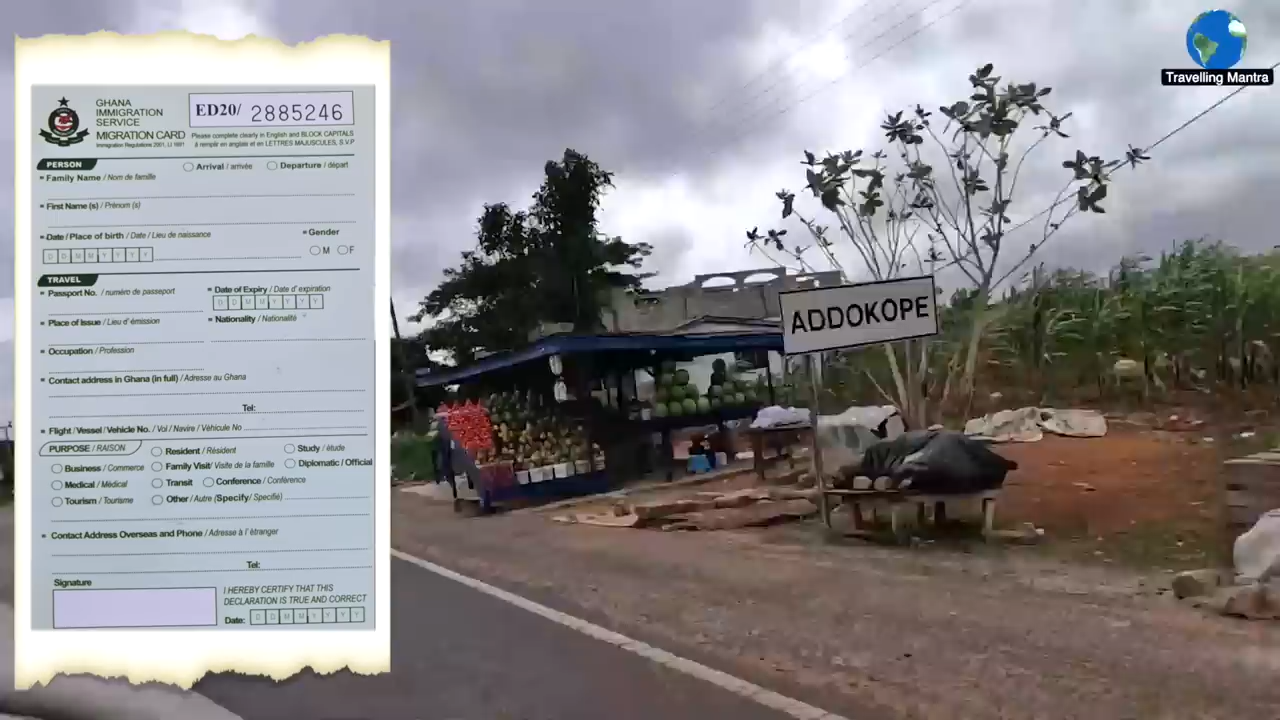 GHANA
IMMIGRATION
SERVICE
MIGRATION CARD
Immigration Regulations 2001, LI 1691
ED20/ 2885246
Please complete clearly in English and BLOCK CAPITALS
à remplir en anglais et en LETTRES MAJUSCULES, S.V.P
PERSON
Arrival / arrivée Departure / départ
Family Name / Nom de famille
First Name (s) / Prénom (s)
Date / Place of birth / Date / Lieu de naissance
Gender
D D M M Y Y Y Y
M F
TRAVEL
Passport No. / numéro de passeport
Date of Expiry / Date d' expiration
D D M M Y Y Y Y
Place of Issue / Lieu d' émission
Nationality / Nationalité
Occupation / Profession
Contact address in Ghana (in full) / Adresse au Ghana
Tel:
Flight / Vessel / Vehicle No. / Vol / Navire / Véhicule No
PURPOSE / RAISON
Resident / Résident
Study / étude
Business / Commerce
Family Visit / Visite de la famille
Diplomatic / Official
Medical / Médical
Transit
Conference / Conférence
Tourism / Tourisme
Other / Autre (Specify / Specifié)
Contact Address Overseas and Phone / Adresse à l' étranger
Tel:
Signature
I HEREBY CERTIFY THAT THIS
DECLARATION IS TRUE AND CORRECT
Date: D D M M Y Y Y Y
ADDOKOPE
Travelling Mantra